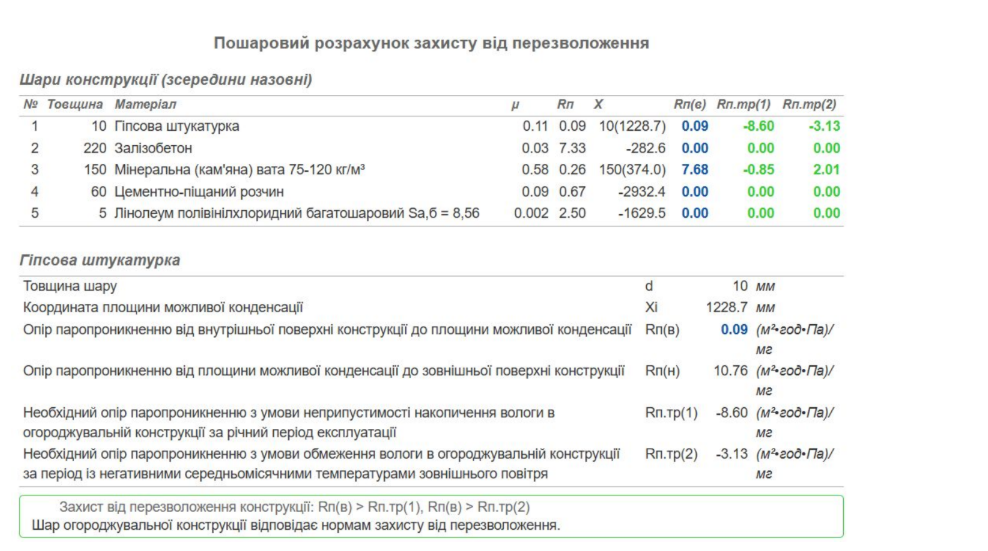 Пошаровий розрахунок захисту від перезволоження
Шари конструкції (зсередини назовні)
№ Товщина Матеріал μ Rп X Rп(в) Rп.тр(1) Rп.тр(2)
1 10 Гіпсова штукатурка 0.11 0.09 10(1228.7) 0.09 -8.60 -3.13
2 220 Залізобетон 0.03 7.33 -282.6 0.00 0.00 0.00
3 150 Мінеральна (кам'яна) вата 75-120 кг/м³ 0.58 0.26 150(374.0) 7.68 -0.85 2.01
4 60 Цементно-піщаний розчин 0.09 0.67 -2932.4 0.00 0.00 0.00
5 5 Лінолеум полівінілхлоридний багатошаровий Sа,б = 8,56 0.002 2.50 -1629.5 0.00 0.00 0.00
Гіпсова штукатурка
Товщина шару d 10 мм
Координата площини можливої конденсації Xi 1228.7 мм
Опір паропроникненню від внутрішньої поверхні конструкції до площини можливої конденсації Rп(в) 0.09 (м²•год•Па)/
мг
Опір паропроникненню від площини можливої конденсації до зовнішньої поверхні конструкції Rп(н) 10.76 (м²•год•Па)/
мг
Необхідний опір паропроникненню з умови неприпустимості накопичення вологи в Rп.тр(1) -8.60 (м²•год•Па)/
огороджувальній конструкції за річний період експлуатації мг
Необхідний опір паропроникненню з умови обмеження вологи в огороджувальній конструкції Rп.тр(2) -3.13 (м²•год•Па)/
за період із негативними середньомісячними температурами зовнішнього повітря мг
Захист від перезволоження конструкції: Rп(в) > Rп.тр(1), Rп(в) > Rп.тр(2)
Шар огороджувальної конструкції відповідає нормам захисту від перезволоження.